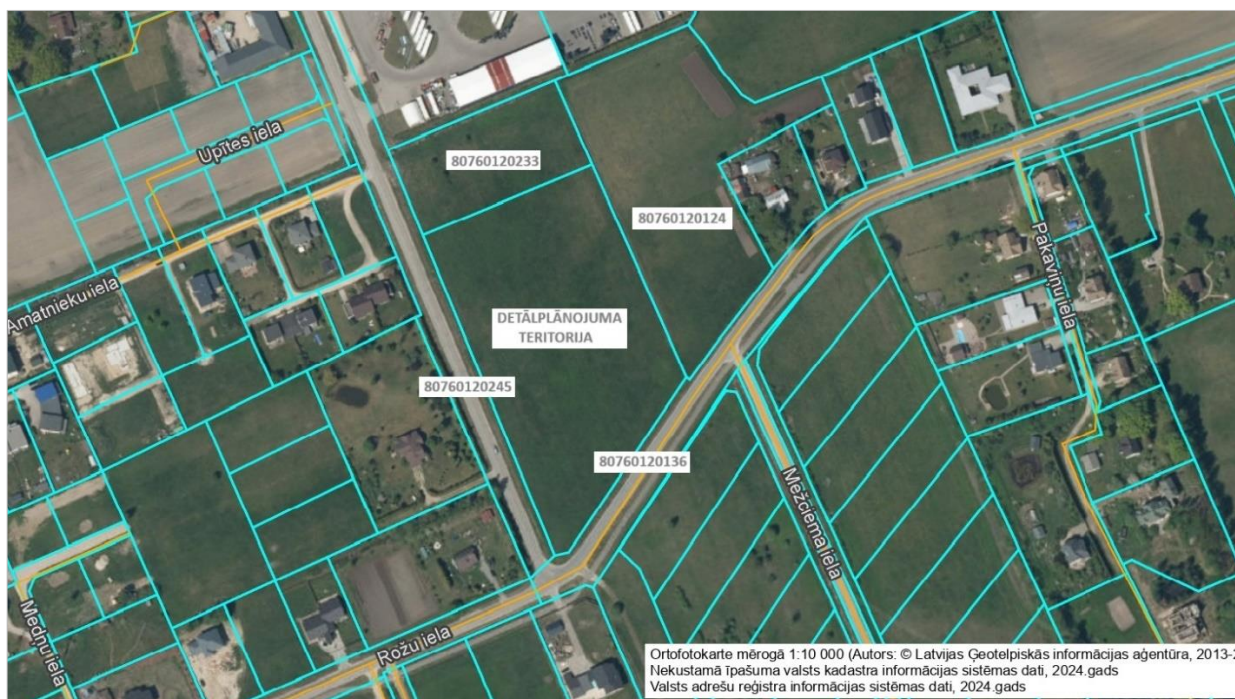 Upītes iela
80760120233
80760120124
Pakaviņu iela
Amatnieku iela
DETĀLPLĀNOJUMA
TERITORIJA
80760120245
80760120136
Mežciema iela
Medņu iela
Rožu iela
Ortofotokarte mērogā 1:10 000 (Autors: © Latvijas Ģeotelpiskās informācijas aģentūra, 2013-2
Nekustamā īpašuma valsts kadastra informācijas sistēmas dati, 2024.gads
Valsts adrešu reģistra informācijas sistēmas dati, 2024.gads